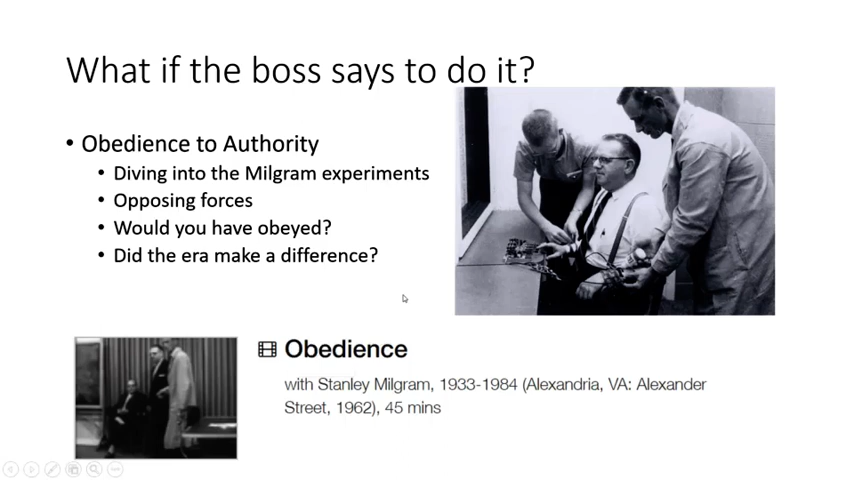 What if the boss says to do it?
• Obedience to Authority
• Diving into the Milgram experiments
• Opposing forces
• Would you have obeyed?
• Did the era make a difference?
Obedience
with Stanley Milgram, 1933-1984 (Alexandria, VA: Alexander
Street, 1962), 45 mins